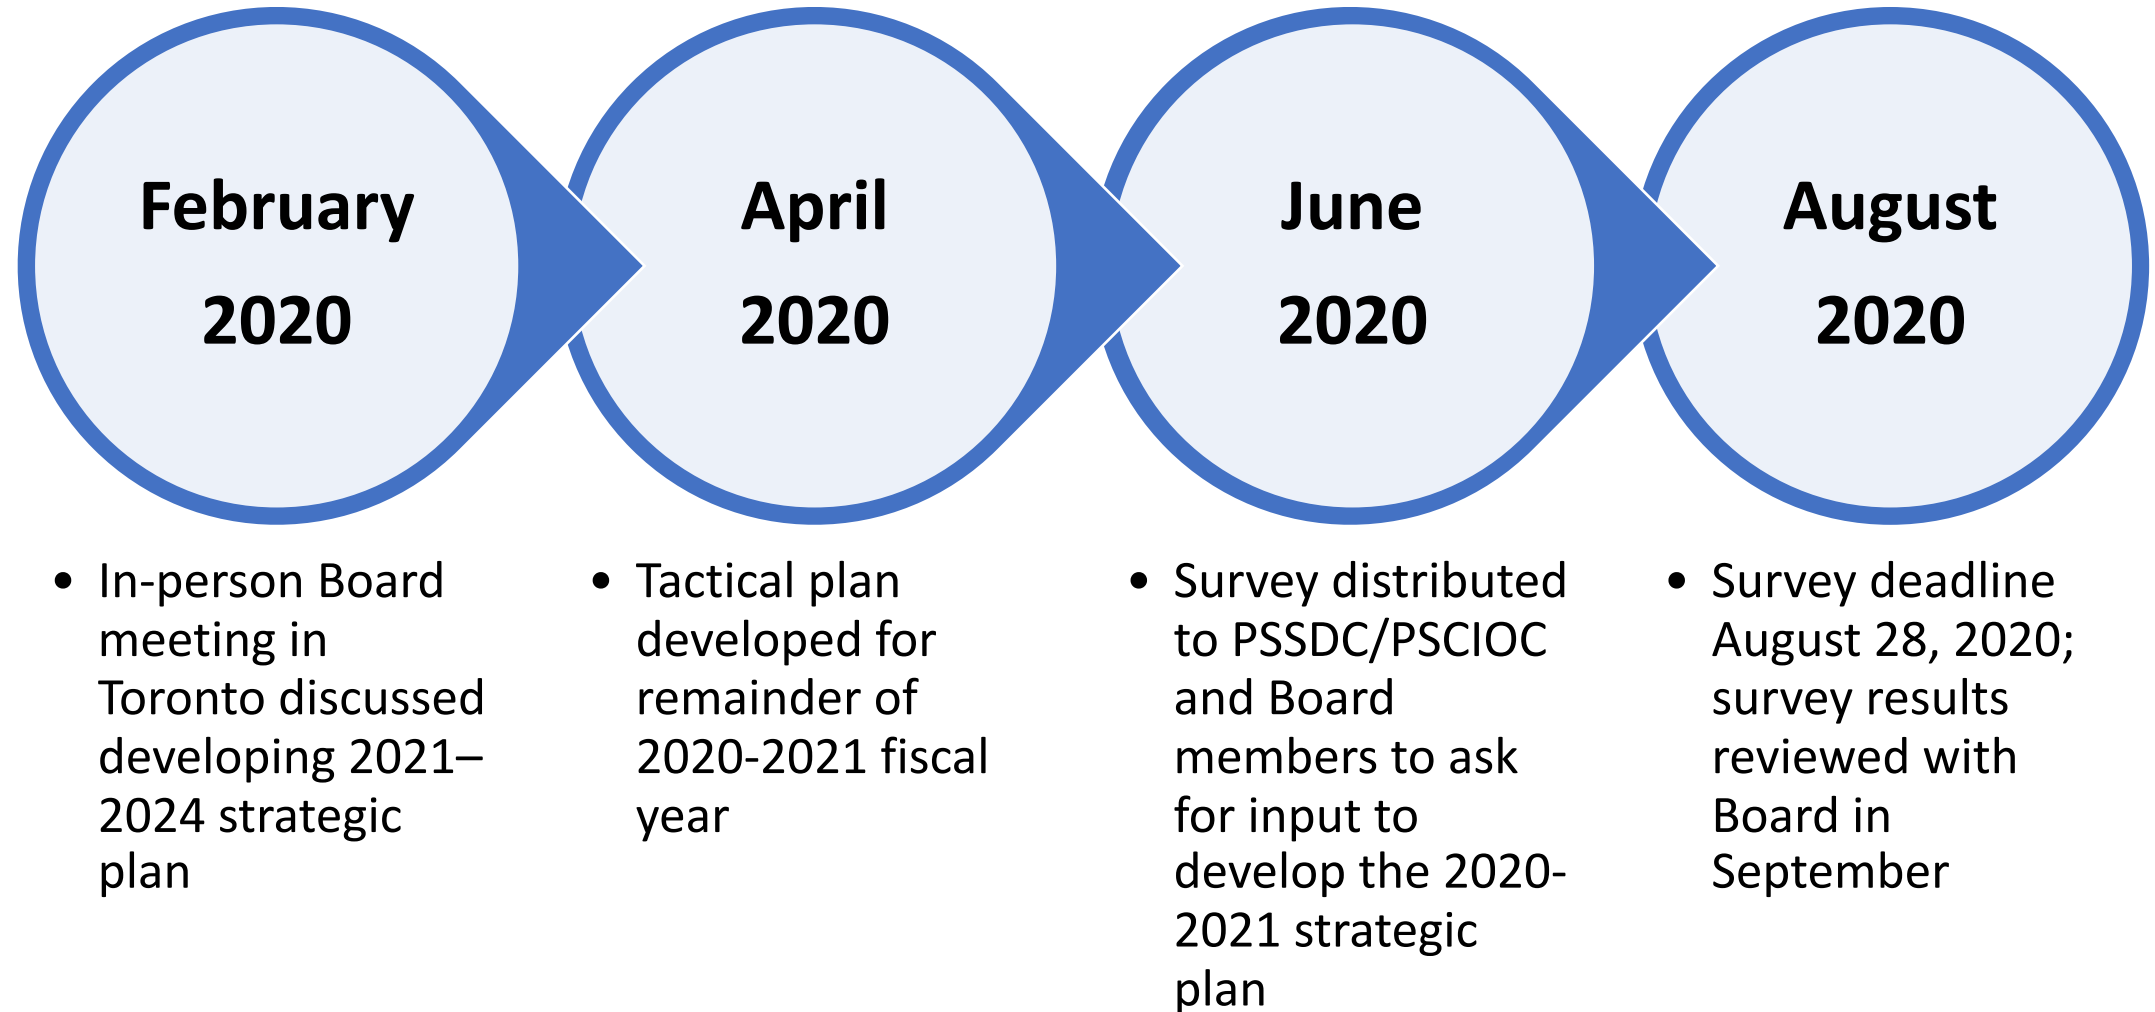 February
2020
April
2020
June
2020
August
2020
• In-person Board
meeting in
Toronto discussed
developing 2021–
2024 strategic
plan
• Tactical plan
developed for
remainder of
2020-2021 fiscal
year
• Survey distributed
to PSSDC/PSCIOC
and Board
members to ask
for input to
develop the 2020-
2021 strategic
plan
• Survey deadline
August 28, 2020;
survey results
reviewed with
Board in
September